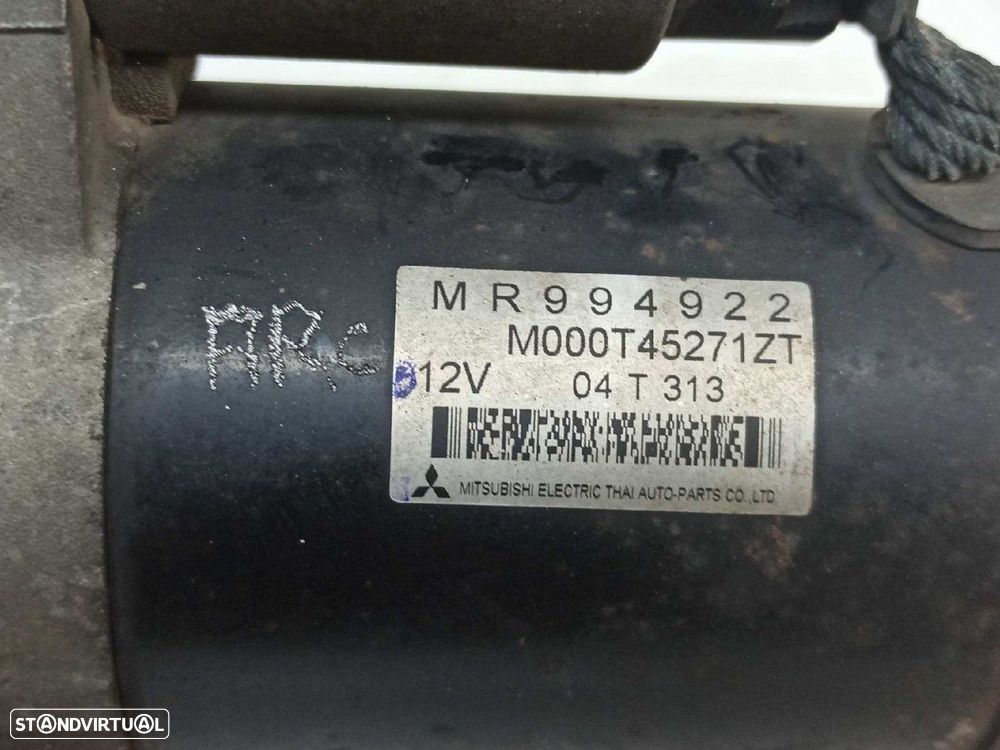 MR994922
M000T45271ZT
12V 04 T 313
MITSUBISHI ELECTRIC THAI AUTO-PARTS CO.,LTD.
STANDVIRTUAL